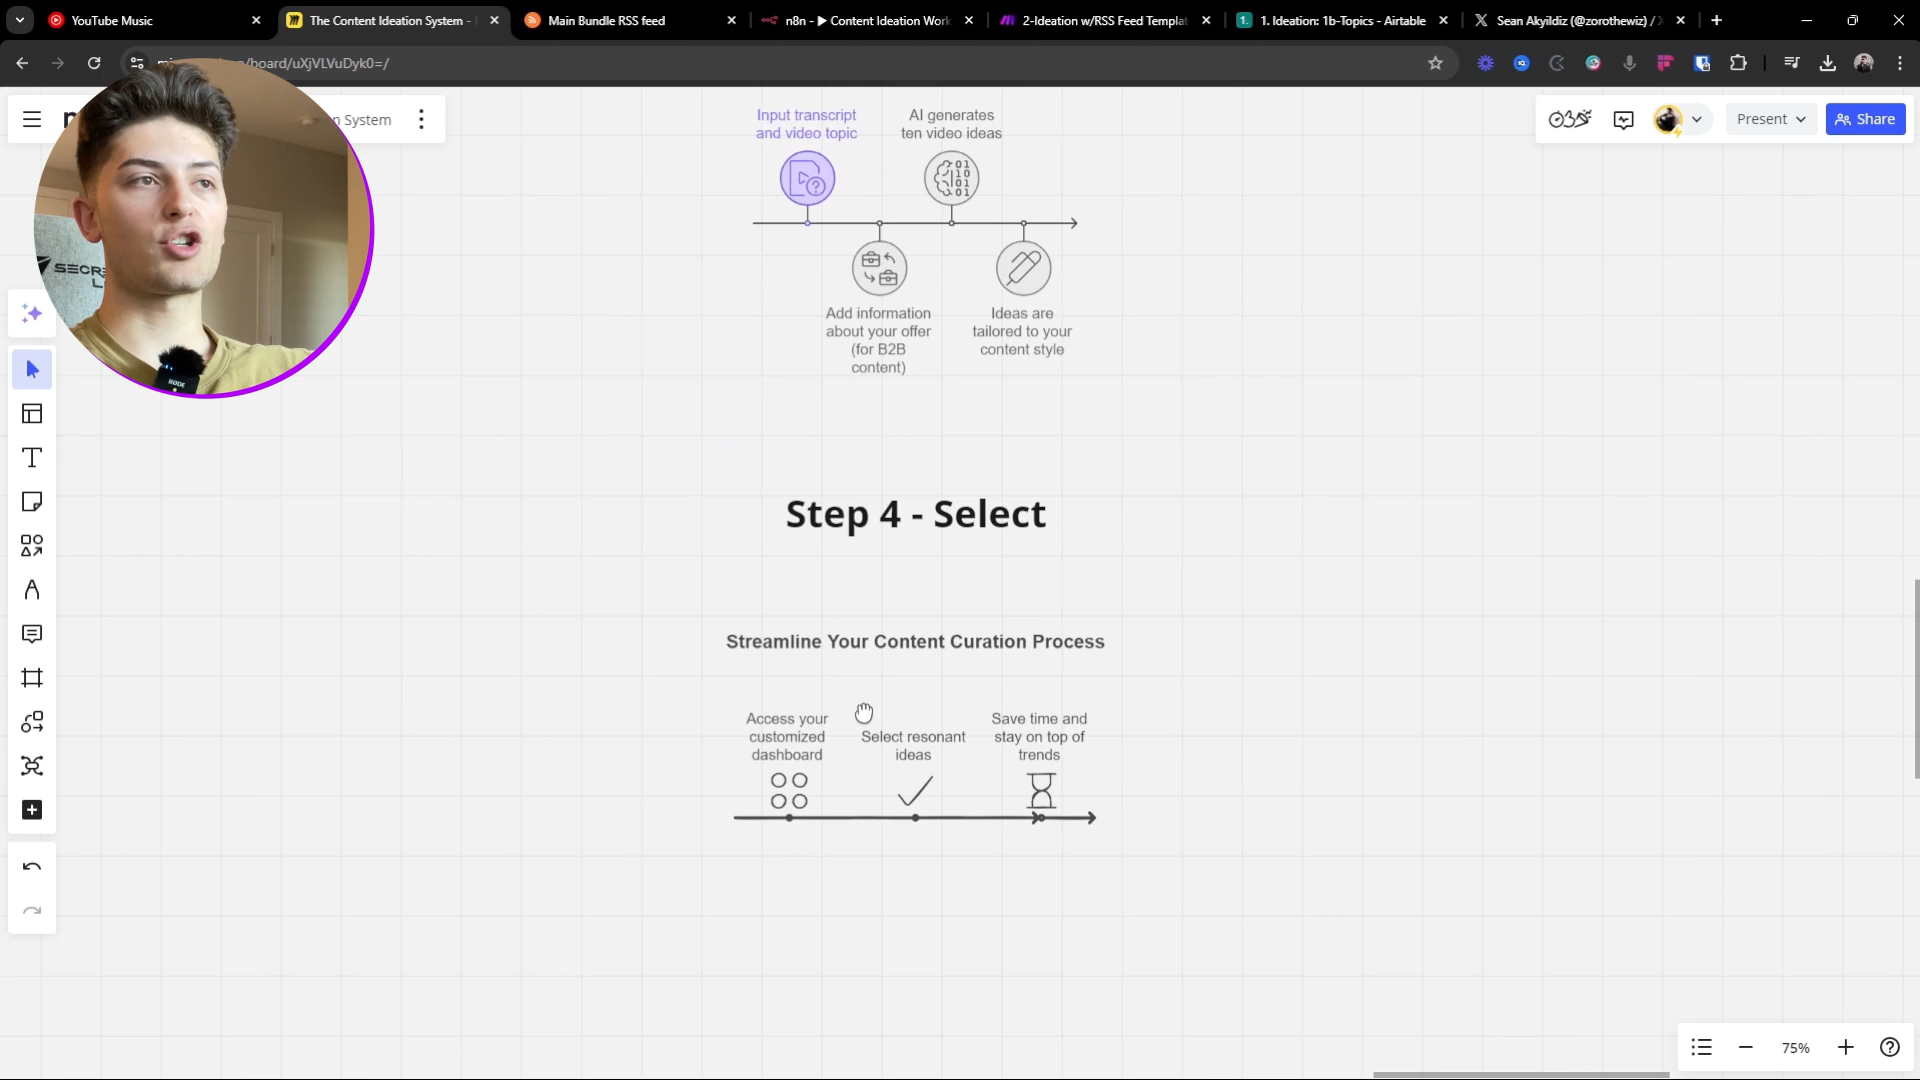 YouTube Music
The Content Ideation System -
Main Bundle RSS feed
n8n - ▶ Content Ideation Work
2-Ideation w/RSS Feed Templat
1. Ideation: 1b-Topics - Airtable
Sean Akyildiz (@zorothewiz) /
/board/uXjVLVuDyk0=/
System
Present
Share
Input transcript
and video topic
AI generates
ten video ideas
Add information
about your offer
(for B2B
content)
Ideas are
tailored to your
content style
Step 4 - Select
Streamline Your Content Curation Process
Access your
customized
dashboard
Select resonant
ideas
Save time and
stay on top of
trends
75%
SECRE
L
RODE